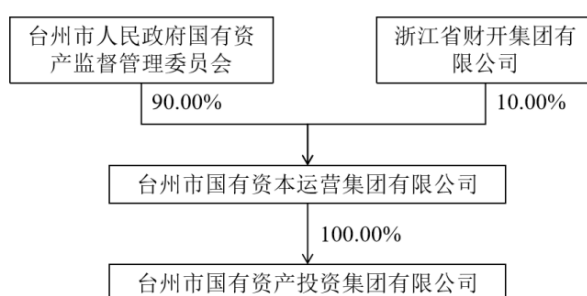 台州市人民政府国有资
产监督管理委员会
浙江省财开集团有
限公司
90.00%
10.00%
台州市国有资本运营集团有限公司
100.00%
台州市国有资产投资集团有限公司